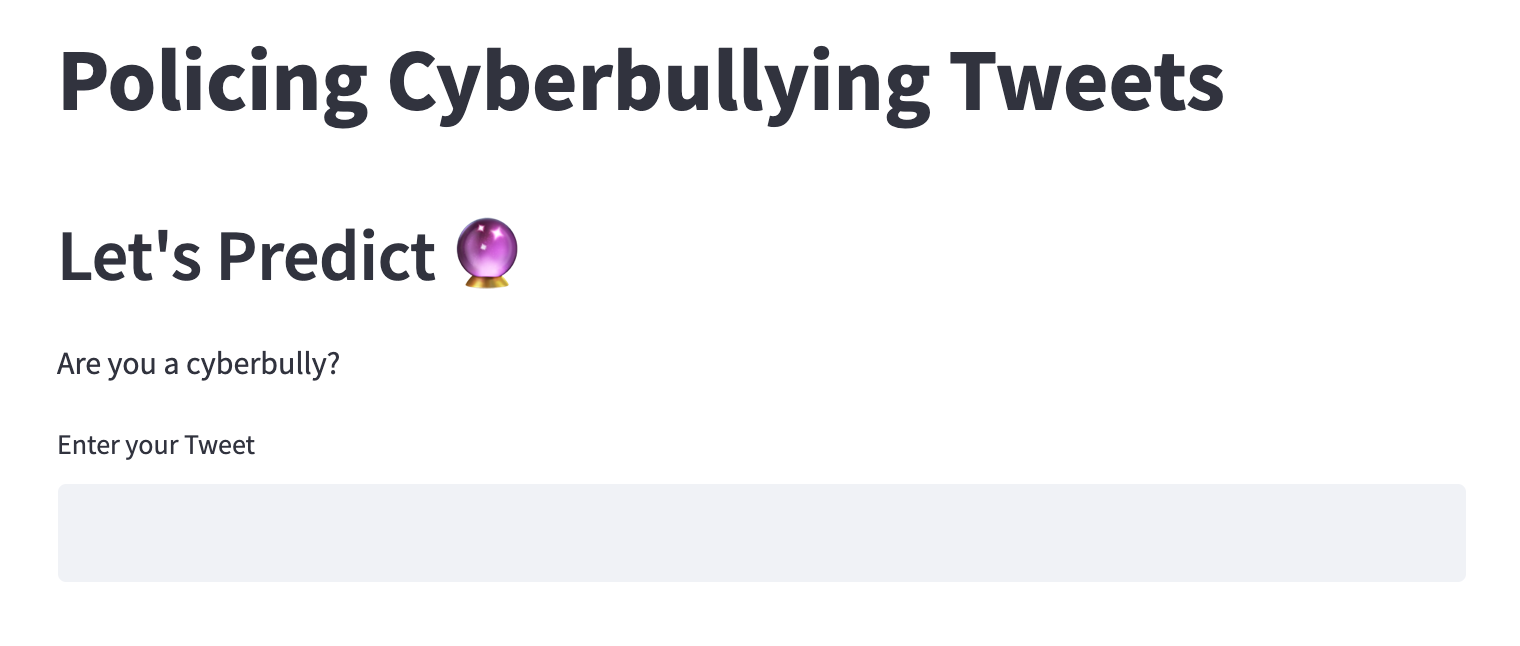 Policing Cyberbullying Tweets
Let's Predict 🔮
Are you a cyberbully?
Enter your Tweet